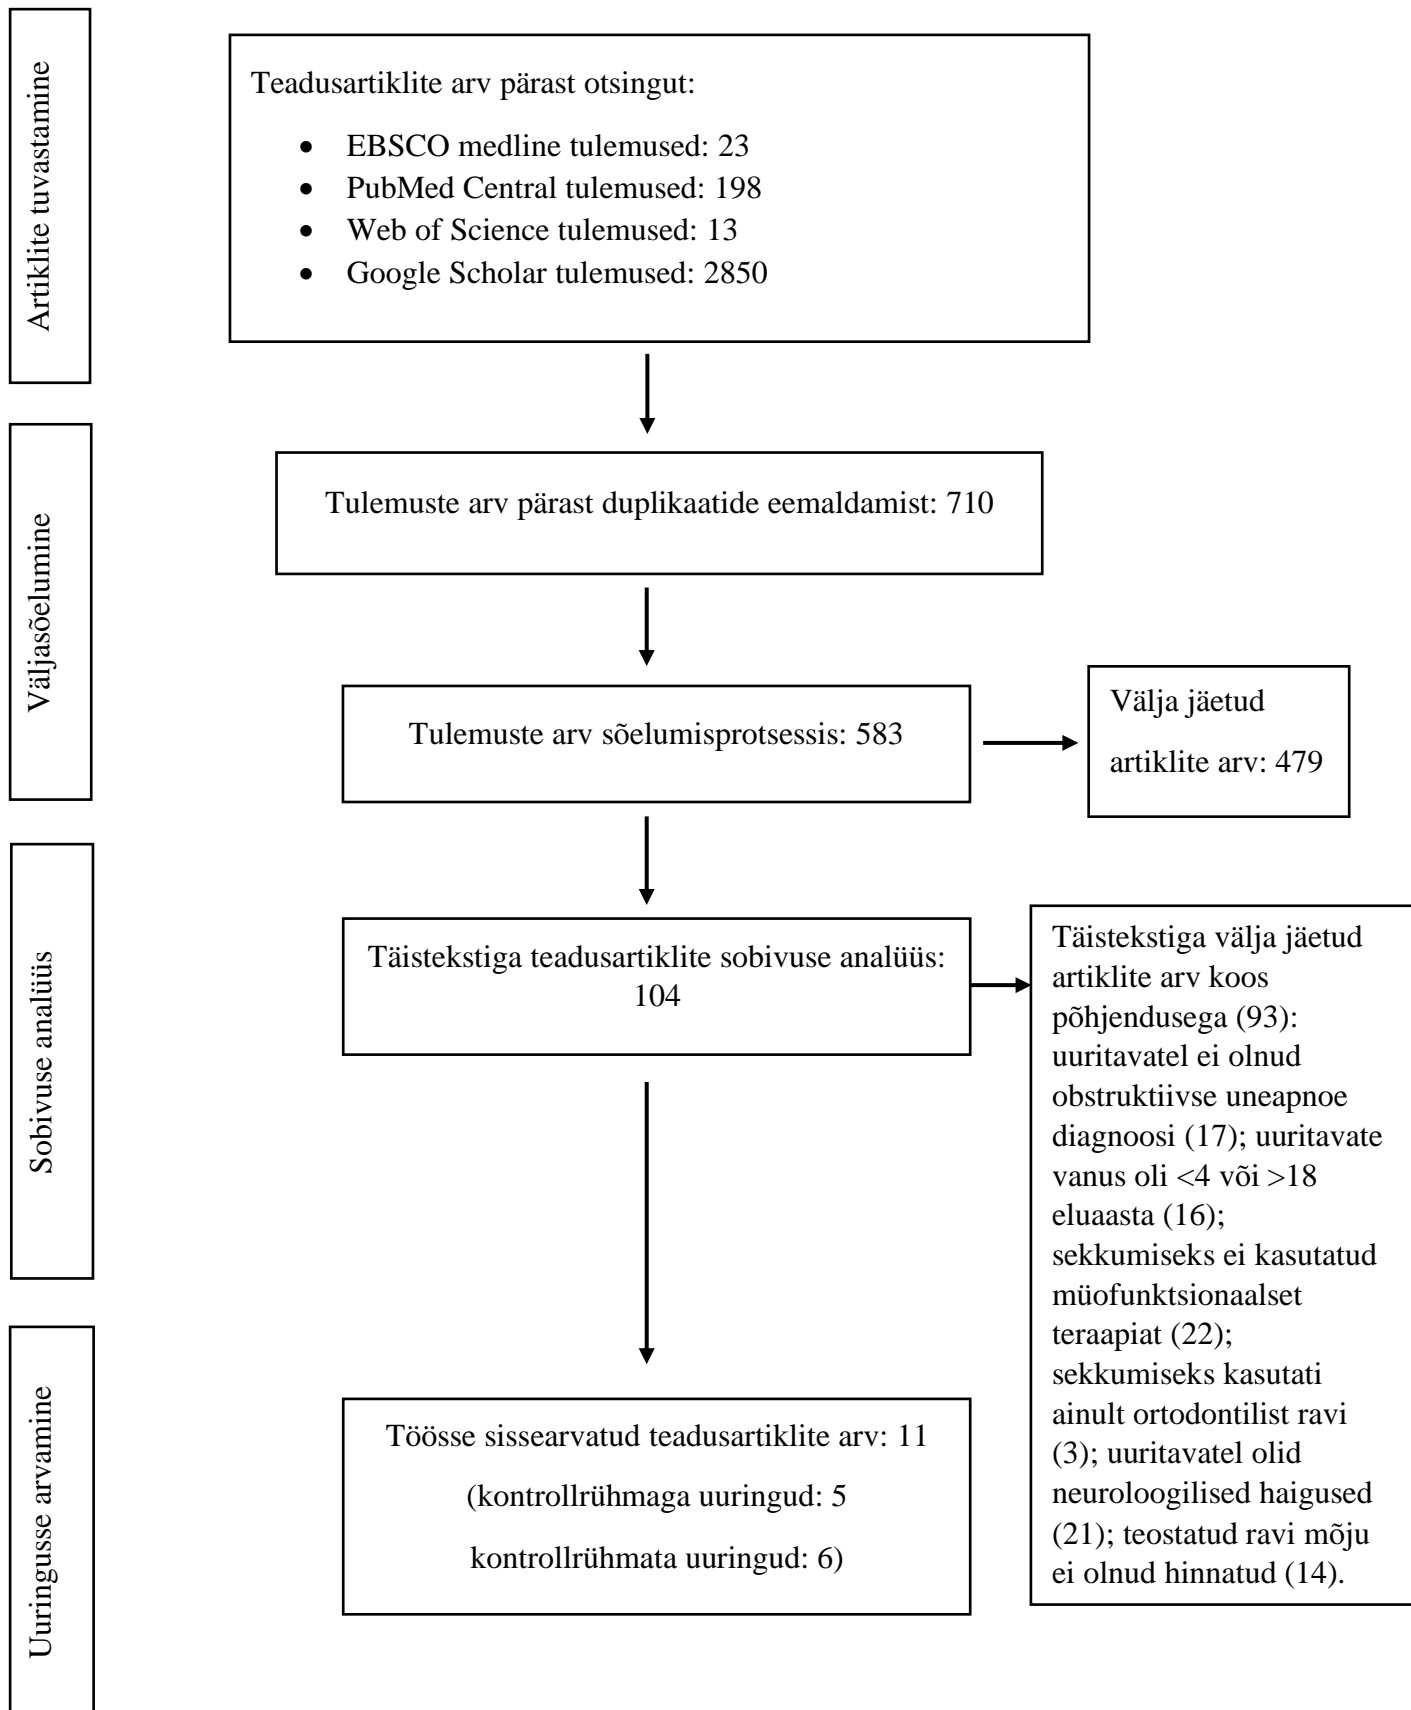 Artiklite tuvastamine
Teadusartiklite arv pärast otsingut:
• EBSCO medline tulemused: 23
• PubMed Central tulemused: 198
• Web of Science tulemused: 13
• Google Scholar tulemused: 2850
Väljasõelumine
Tulemuste arv pärast duplikaatide eemaldamist: 710
Tulemuste arv sõelumisprotsessis: 583
Välja jäetud
artiklite arv: 479
Sobivuse analüüs
Täistekstiga teadusartiklite sobivuse analüüs:
104
Täistekstiga välja jäetud
artiklite arv koos
põhjendusega (93):
uuritavatel ei olnud
obstruktiivse uneapnoe
diagnoosi (17); uuritavate
vanus oli <4 või >18
eluaasta (16);
sekkumiseks ei kasutatud
müofunktsionaalset
teraapiat (22);
sekkumiseks kasutati
ainult ortodontilist ravi
(3); uuritavatel olid
neuroloogilised haigused
(21); teostatud ravi mõju
ei olnud hinnatud (14).
Uuringusse arvamine
Töösse sissearvatud teadusartiklite arv: 11
(kontrollrühmaga uuringud: 5
kontrollrühmata uuringud: 6)